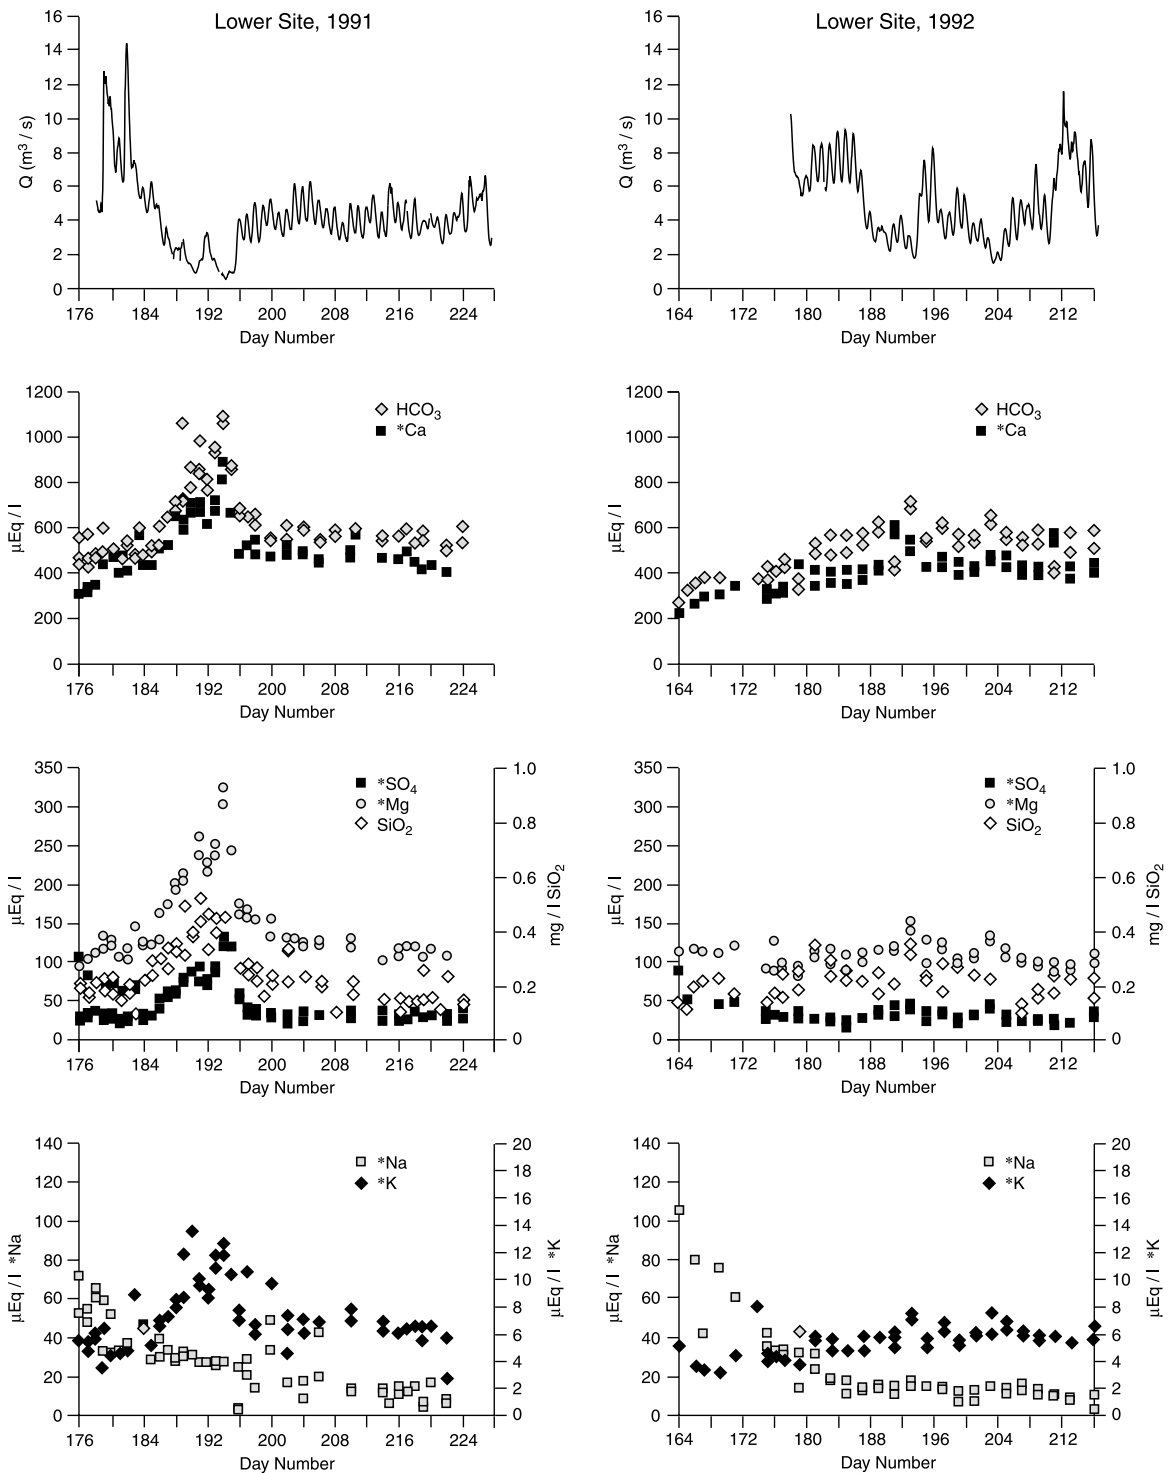 Lower Site, 1991
Q (m³ / s)
16
14
12
10
8
6
4
2
0
176 184 192 200 208 216 224
Day Number
Lower Site, 1992
Q (m³ / s)
16
14
12
10
8
6
4
2
0
164 172 180 188 196 204 212
Day Number
µEq / l
1200
1000
800
600
400
200
0
HCO₃
*Ca
176 184 192 200 208 216 224
Day Number
µEq / l
1200
1000
800
600
400
200
0
HCO₃
*Ca
164 172 180 188 196 204 212
Day Number
µEq / l
350
300
250
200
150
100
50
0
*SO₄
*Mg
SiO₂
1.0
0.8
0.6
0.4
0.2
0
mg / l SiO₂
176 184 192 200 208 216 224
Day Number
µEq / l
350
300
250
200
150
100
50
0
*SO₄
*Mg
SiO₂
1.0
0.8
0.6
0.4
0.2
0
mg / l SiO₂
164 172 180 188 196 204 212
Day Number
µEq / l *Na
140
120
100
80
60
40
20
0
*Na
*K
20
18
16
14
12
10
8
6
4
2
0
µEq / l *K
176 184 192 200 208 216 224
Day Number
µEq / l *Na
140
120
100
80
60
40
20
0
*Na
*K
20
18
16
14
12
10
8
6
4
2
0
µEq / l *K
164 172 180 188 196 204 212
Day Number